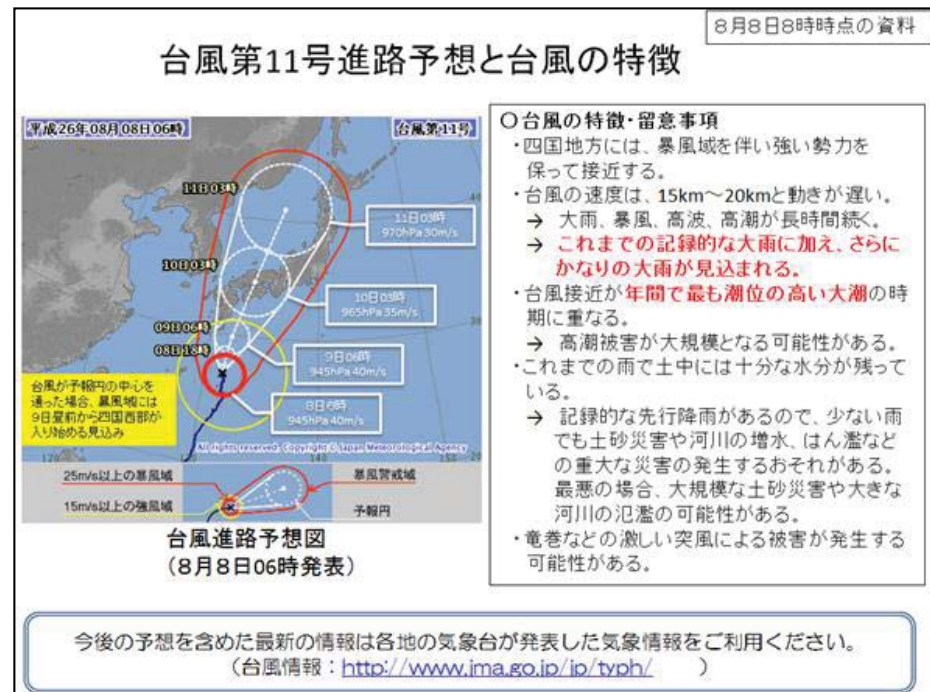 8月8日8時時点の資料
台風第11号進路予想と台風の特徴
平成26年08月08日06時
台風第11号
11日03時
10日03時
09日06時
08日18時
11日03時
970hPa 30m/s
10日03時
965hPa 35m/s
9日06時
945hPa 40m/s
8日6時
945hPa 40m/s
台風が予報円の中心を
通った場合、暴風域には
9日昼前から四国西部が
入り始める見込み
All rights reserved. Copyright © Japan Meteorological Agency
120
140
150
20
30
40
25m/s以上の暴風域
暴風警戒域
15m/s以上の強風域
予報円
台風進路予想図
（8月8日06時発表）
○台風の特徴・留意事項
・四国地方には、暴風域を伴い強い勢力を
保って接近する。
・台風の速度は、15km～20kmと動きが遅い。
→ 大雨、暴風、高波、高潮が長時間続く。
→ これまでの記録的な大雨に加え、さらに
かなりの大雨が見込まれる。
・台風接近が年間で最も潮位の高い大潮の時
期に重なる。
→ 高潮被害が大規模となる可能性がある。
・これまでの雨で土中には十分な水分が残って
いる。
→ 記録的な先行降雨があるので、少ない雨
でも土砂災害や河川の増水、はん濫など
の重大な災害の発生するおそれがある。
最悪の場合、大規模な土砂災害や大きな
河川の氾濫の可能性がある。
・竜巻などの激しい突風による被害が発生する
可能性がある。
今後の予想を含めた最新の情報は各地の気象台が発表した気象情報をご利用ください。
（台風情報：http://www.jma.go.jp/jp/typh/ ）